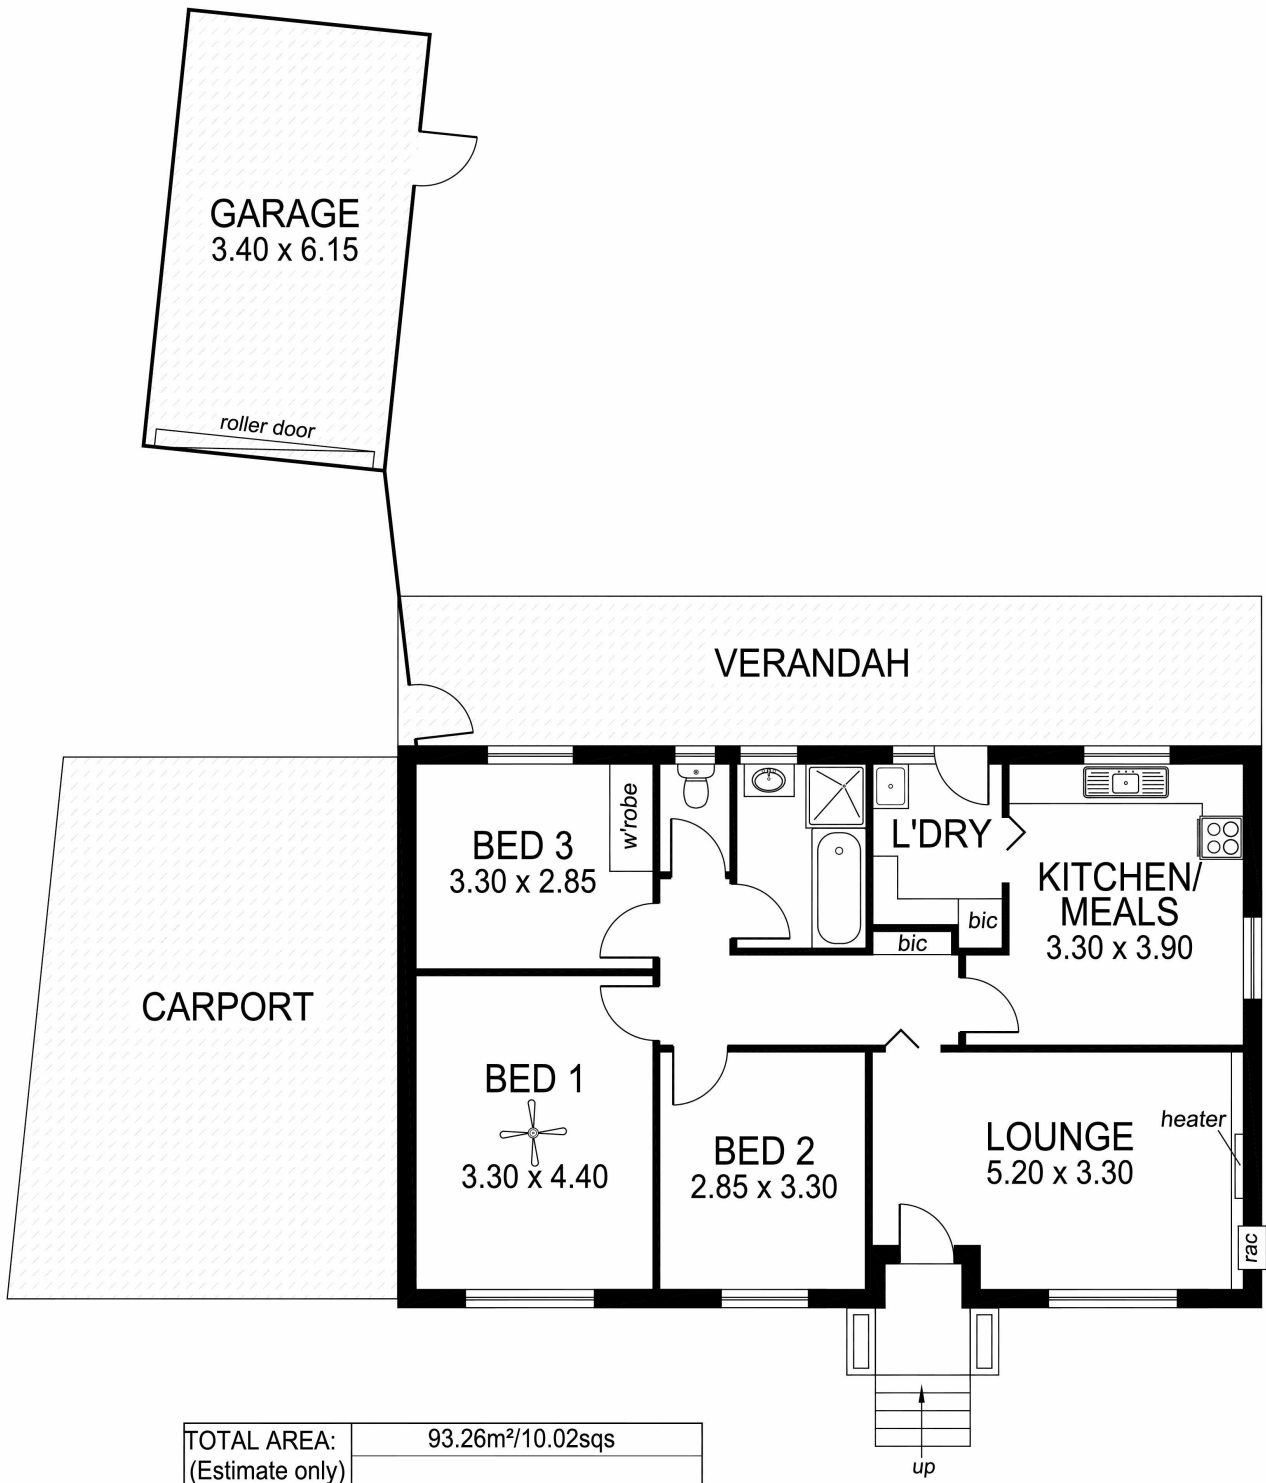 GARAGE
3.40 x 6.15
roller door
VERANDAH
BED 3
3.30 x 2.85
w'robe
L'DRY
bic
bic
KITCHEN/
MEALS
3.30 x 3.90
CARPORT
BED 1
3.30 x 4.40
BED 2
2.85 x 3.30
LOUNGE
5.20 x 3.30
heater
rac
up
TOTAL AREA: 93.26m²/10.02sqs
(Estimate only)